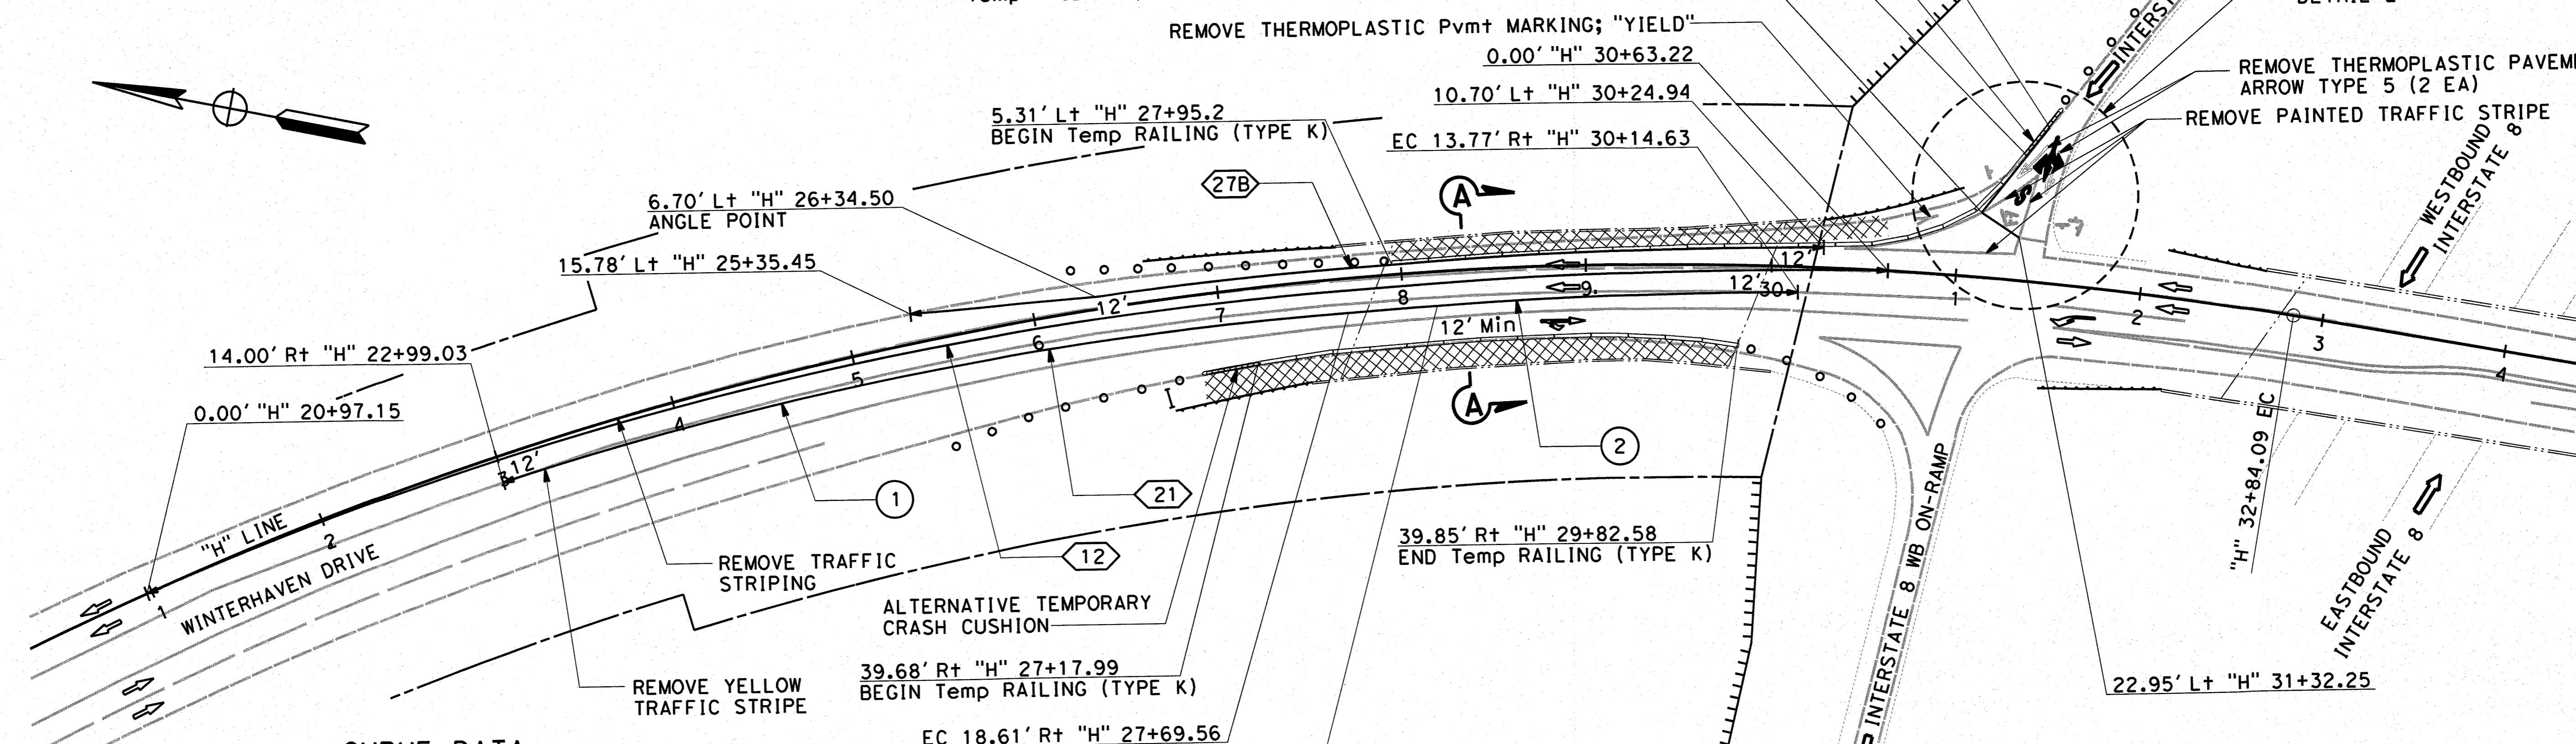 REMOVE THERMOPLASTIC Pvmt MARKING; "YIELD"
0.00' "H" 30+63.22
10.70' Lt "H" 30+24.94
EC 13.77' Rt "H" 30+14.63
5.31' Lt "H" 27+95.2
BEGIN Temp RAILING (TYPE K)
27B
A
6.70' Lt "H" 26+34.50
ANGLE POINT
15.78' Lt "H" 25+35.45
14.00' Rt "H" 22+99.03
0.00' "H" 20+97.15
REMOVE THERMOPLASTIC
ARROW TYPE 5 (2 EA)
REMOVE PAINTED TRAFFIC STRIPE
WESTBOUND
INTERSTATE 8
12'
12'
12'
12'
12' Min
1
2
3
4
5
6
7
8
9
30
1
2
3
4
A
2
1
21
12
"H" LINE
WINTERHAVEN DRIVE
REMOVE TRAFFIC
STRIPING
REMOVE YELLOW
TRAFFIC STRIPE
ALTERNATIVE TEMPORARY
CRASH CUSHION
39.68' Rt "H" 27+17.99
BEGIN Temp RAILING (TYPE K)
EC 18.61' Rt "H" 27+69.56
39.85' Rt "H" 29+82.58
END Temp RAILING (TYPE K)
INTERSTATE 8 WB ON-RAMP
"H" 32+84.09 EC
EASTBOUND
INTERSTATE 8
22.95' Lt "H" 31+32.25